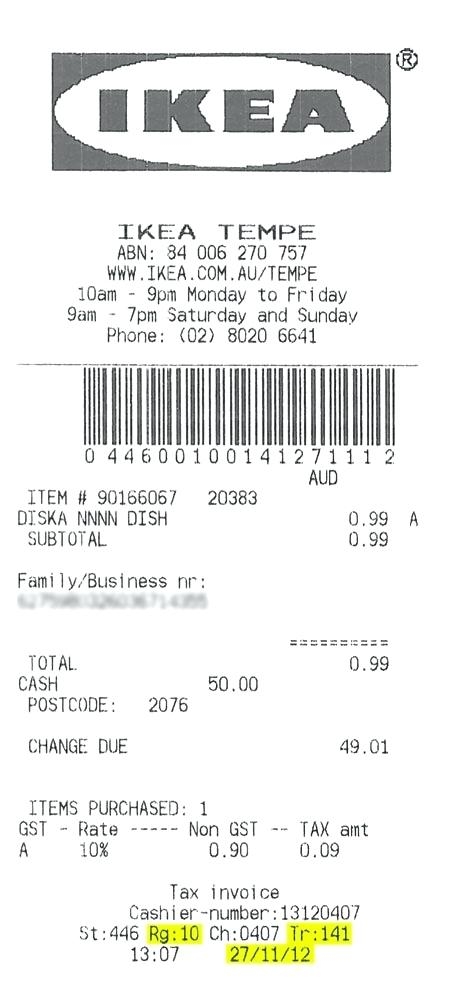 IKEA®
IKEA TEMPE
ABN: 84 006 270 757
WWW.IKEA.COM.AU/TEMPE
10am - 9pm Monday to Friday
9am - 7pm Saturday and Sunday
Phone: (02) 8020 6641
0446001001412711​12
AUD
ITEM # 90166067 20383
DISKA NNNN DISH 0.99 A
SUBTOTAL 0.99
Family/Business nr:
==========
TOTAL 0.99
CASH 50.00
POSTCODE: 2076
CHANGE DUE 49.01
ITEMS PURCHASED: 1
GST - Rate ----- Non GST -- TAX amt
A 10% 0.90 0.09
Tax invoice
Cashier-number:13120407
St:446 Rg:10 Ch:0407 Tr:141
13:07 27/11/12